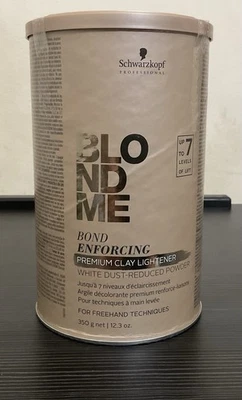 Schwarzkopf
PROFESSIONAL
BLO
ND
ME
UP
TO
7
LEVELS
OF LIFT
BOND
ENFORCING
PREMIUM CLAY LIGHTENER
WHITE DUST-REDUCED POWDER
Jusqu'à 7 niveaux d'éclaircissement
Argile décolorante premium renforce-liaisons
Pour techniques à main levée
FOR FREEHAND TECHNIQUES
350 g net | 12.3 oz.